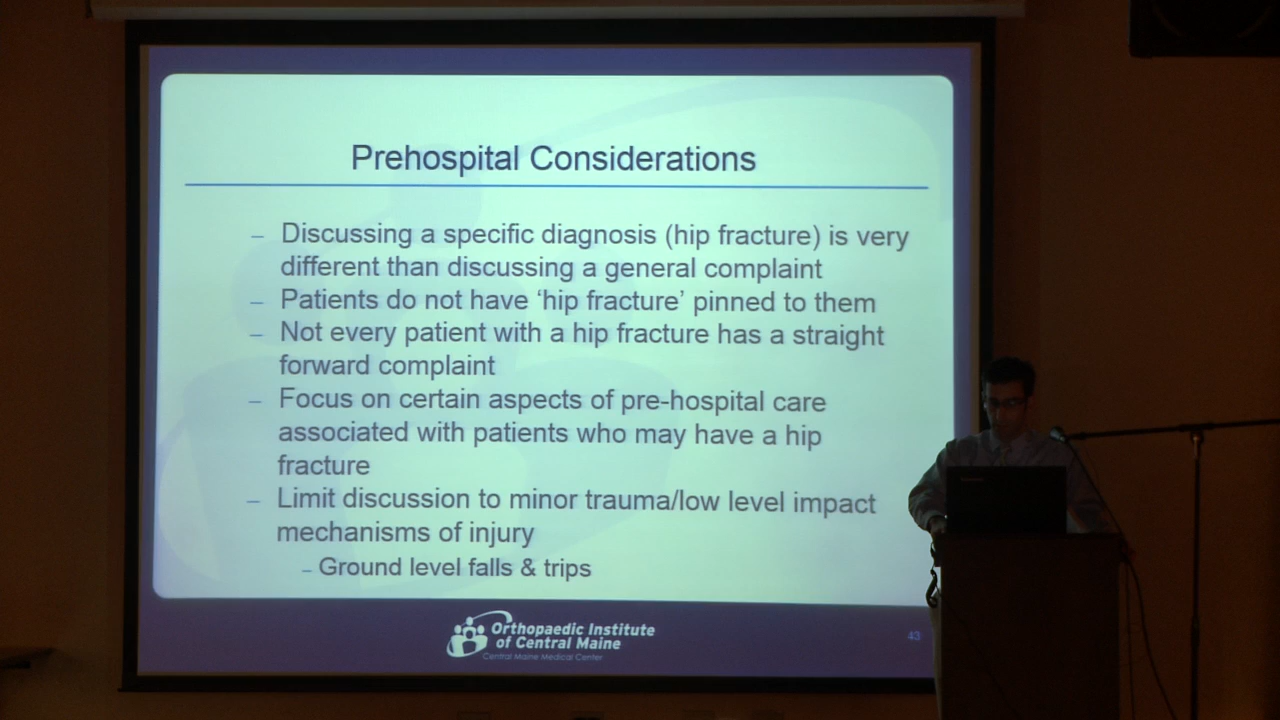 Prehospital Considerations
– Discussing a specific diagnosis (hip fracture) is very
different than discussing a general complaint
– Patients do not have ‘hip fracture’ pinned to them
– Not every patient with a hip fracture has a straight
forward complaint
– Focus on certain aspects of pre-hospital care
associated with patients who may have a hip
fracture
– Limit discussion to minor trauma/low level impact
mechanisms of injury
– Ground level falls & trips
Orthopaedic Institute
of Central Maine
Central Maine Medical Center
43